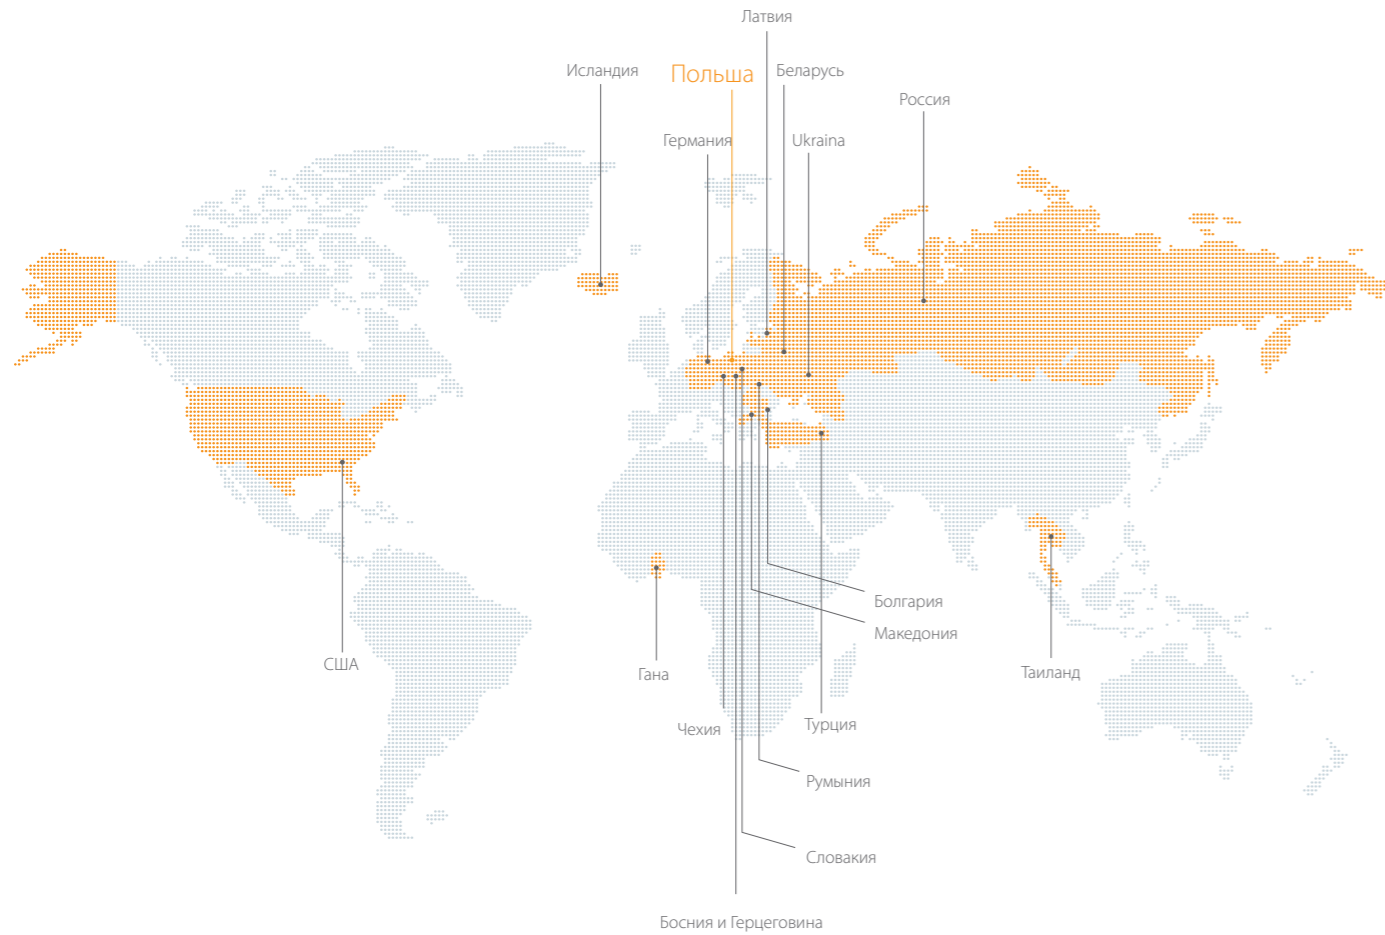 Латвия
Исландия
Польша
Беларусь
Россия
Германия
Ukraina
Болгария
Македония
США
Гана
Таиланд
Чехия
Турция
Румыния
Словакия
Босния и Герцеговина